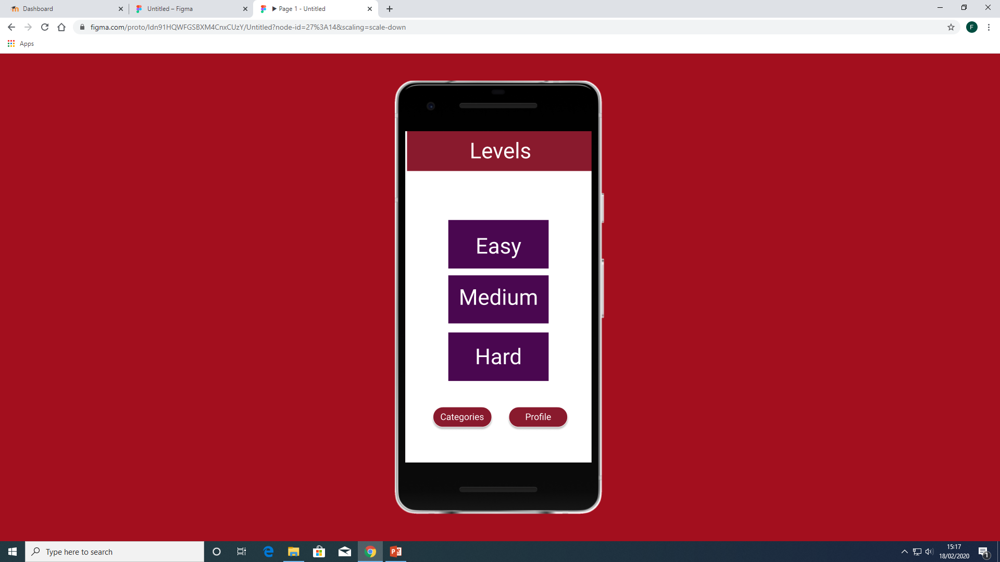 Dashboard
Untitled – Figma
▶ Page 1 - Untitled
figma.com/proto/ldn91HQWFGSBXM4CnxCUzY/Untitled?node-id=27%3A14&scaling=scale-down
F
Apps
Levels
Easy
Medium
Hard
Categories
Profile
Type here to search
15:17
18/02/2020
1